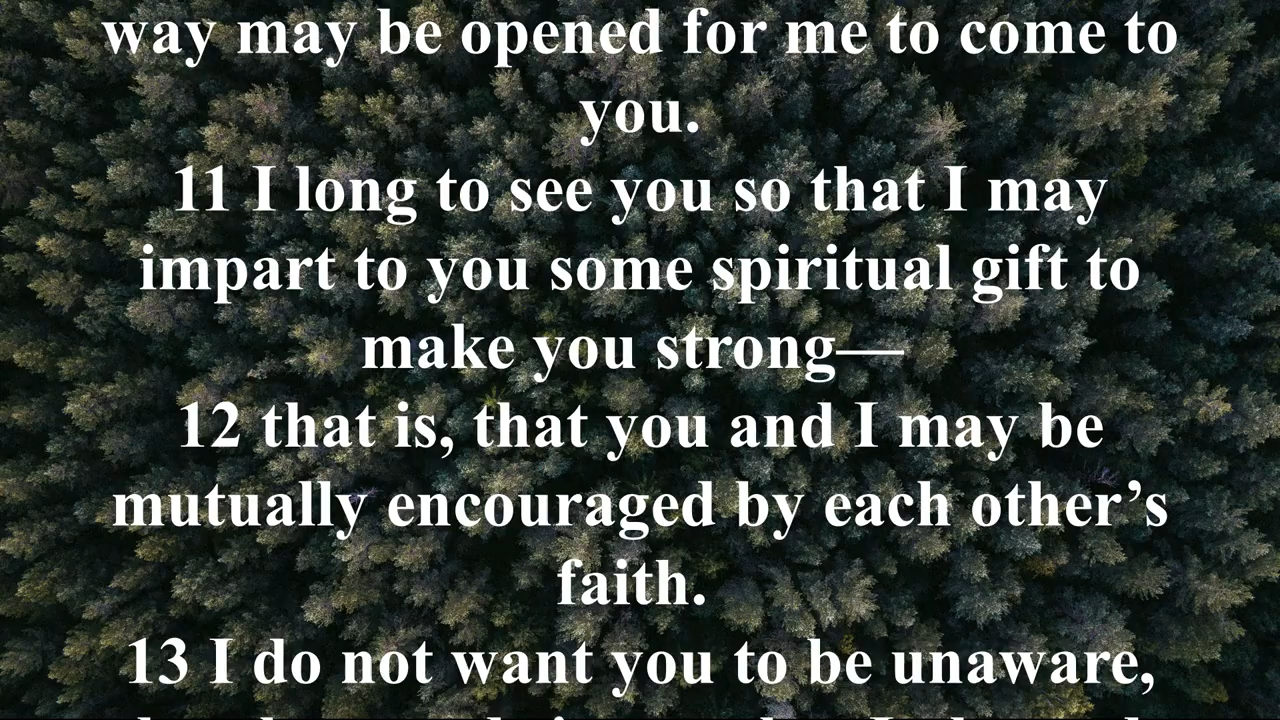 way may be opened for me to come to
you.
11 I long to see you so that I may
impart to you some spiritual gift to
make you strong—
12 that is, that you and I may be
mutually encouraged by each other’s
faith.
13 I do not want you to be unaware,